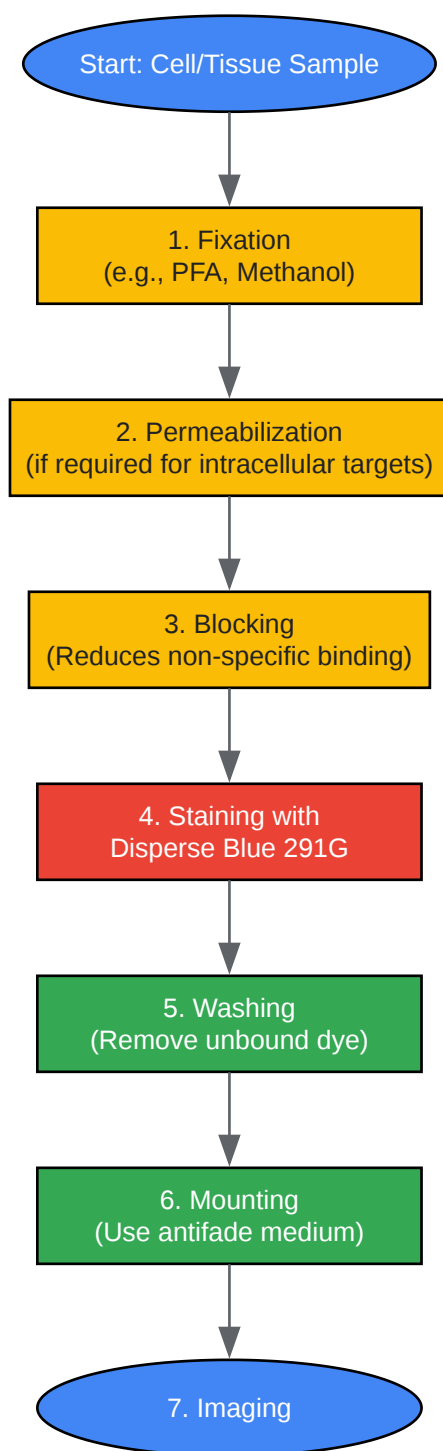 Start: Cell/Tissue Sample
1. Fixation
(e.g., PFA, Methanol)
2. Permeabilization
(if required for intracellular targets)
3. Blocking
(Reduces non-specific binding)
4. Staining with
Disperse Blue 291G
5. Washing
(Remove unbound dye)
6. Mounting
(Use antifade medium)
7. Imaging